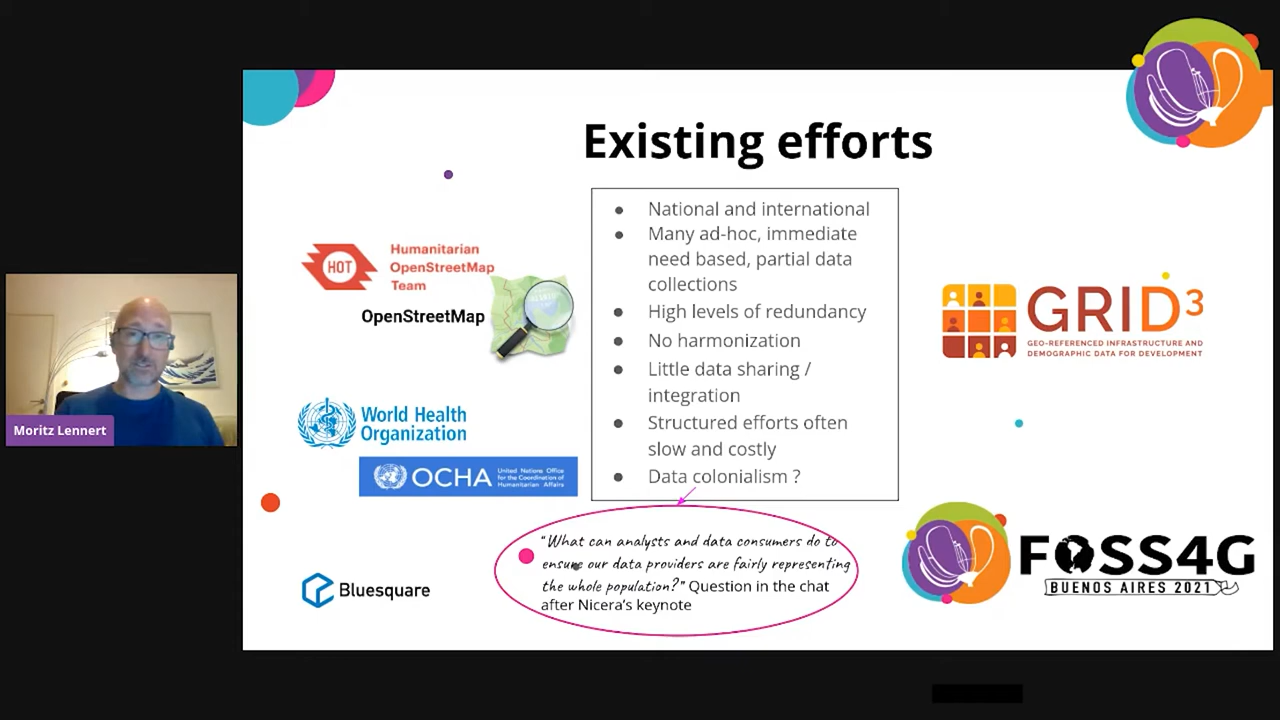 Existing efforts
● National and international
● Many ad-hoc, immediate
need based, partial data
collections
● High levels of redundancy
● No harmonization
● Little data sharing /
integration
● Structured efforts often
slow and costly
● Data colonialism ?
HOT
Humanitarian
OpenStreetMap
Team
OpenStreetMap
World Health
Organization
OCHA
United Nations Office
for the Coordination of
Humanitarian Affairs
Bluesquare
GRID3
GEO-REFERENCED INFRASTRUCTURE AND
DEMOGRAPHIC DATA FOR DEVELOPMENT
Moritz Lennert
"What can analysts and data consumers do to
ensure our data providers are fairly representing
the whole population?" Question in the chat
after Nicera's keynote
FOSS4G
BUENOS AIRES 2021